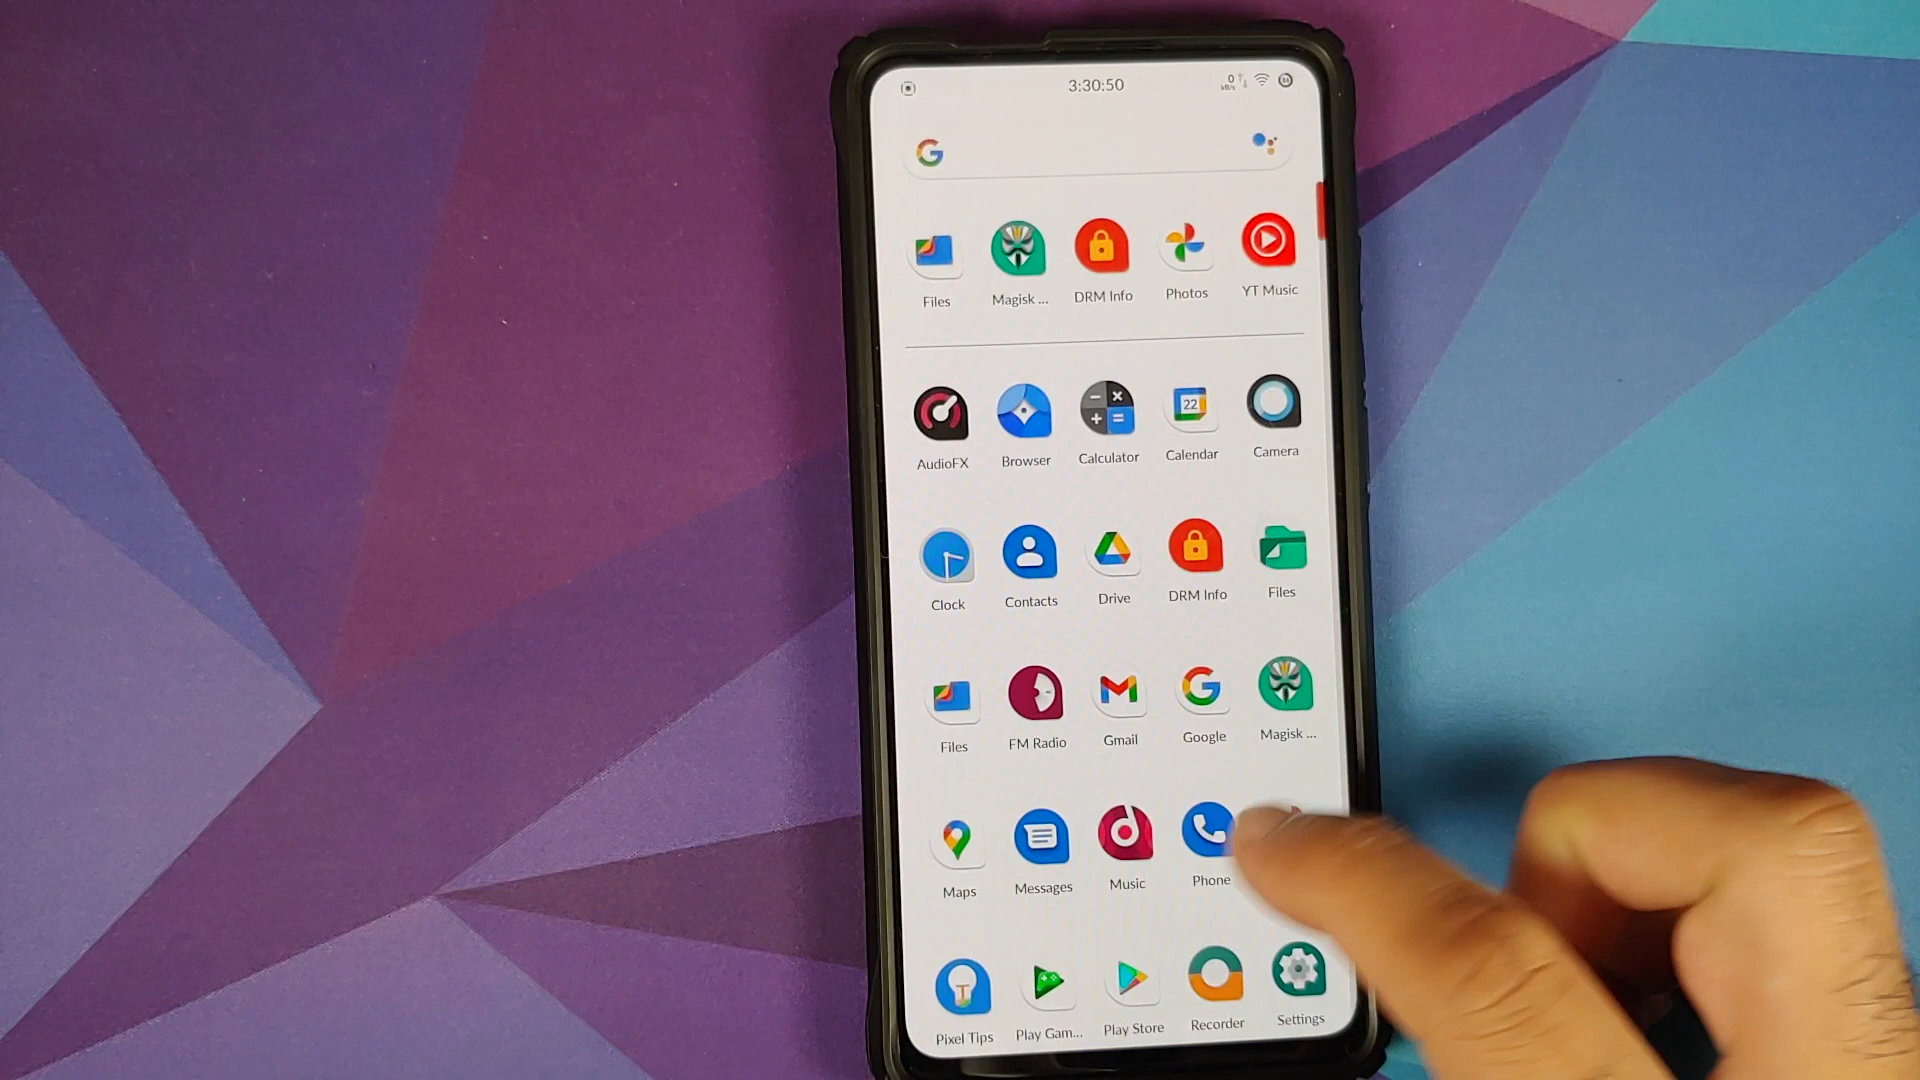 3:30:50
0
kB/s
Files Magisk ... DRM Info Photos YT Music
AudioFX Browser Calculator Calendar Camera
22
Clock Contacts Drive DRM Info Files
Files FM Radio Gmail Google Magisk ...
Maps Messages Music Phone
Pixel Tips Play Gam... Play Store Recorder Settings